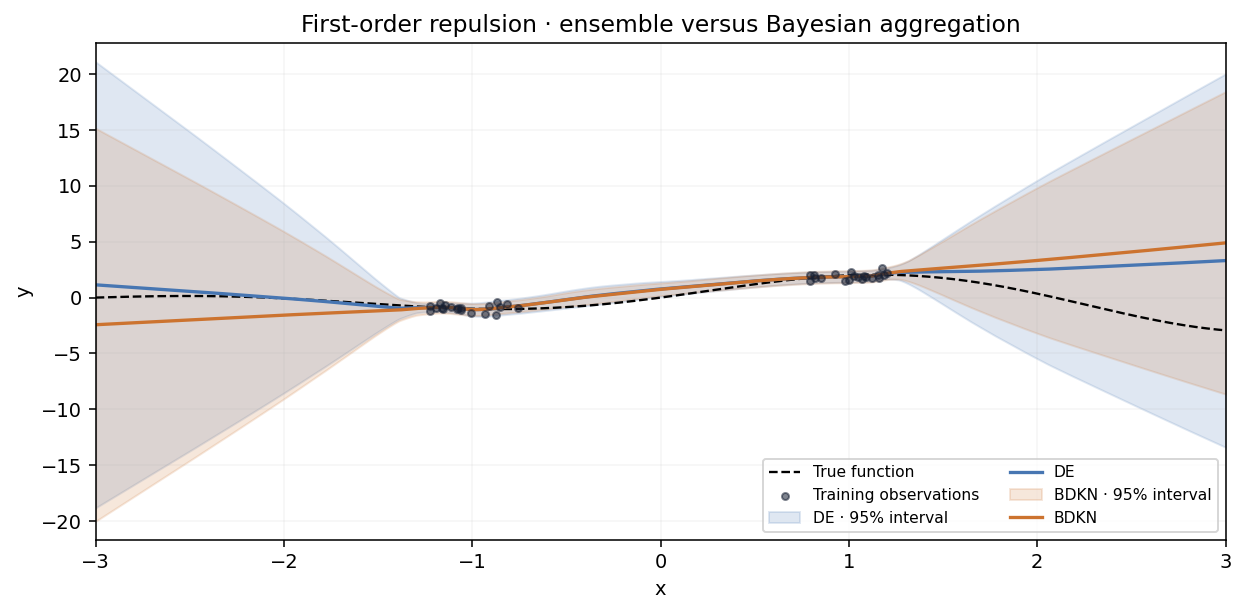 First-order repulsion · ensemble versus Bayesian aggregation
y
20
15
10
5
0
−5
−10
−15
−20
−3
−2
−1
0
1
2
3
x
True function
Training observations
DE · 95% interval
DE
BDKN · 95% interval
BDKN